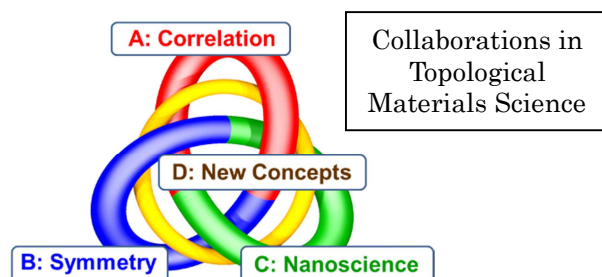 A: Correlation
Collaborations in
Topological
Materials Science
D: New Concepts
B: Symmetry
C: Nanoscience